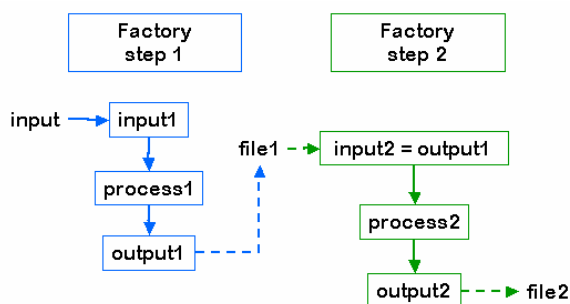 Factory
step 1
Factory
step 2
input
input1
process1
output1
file1
input2 = output1
process2
output2
file2